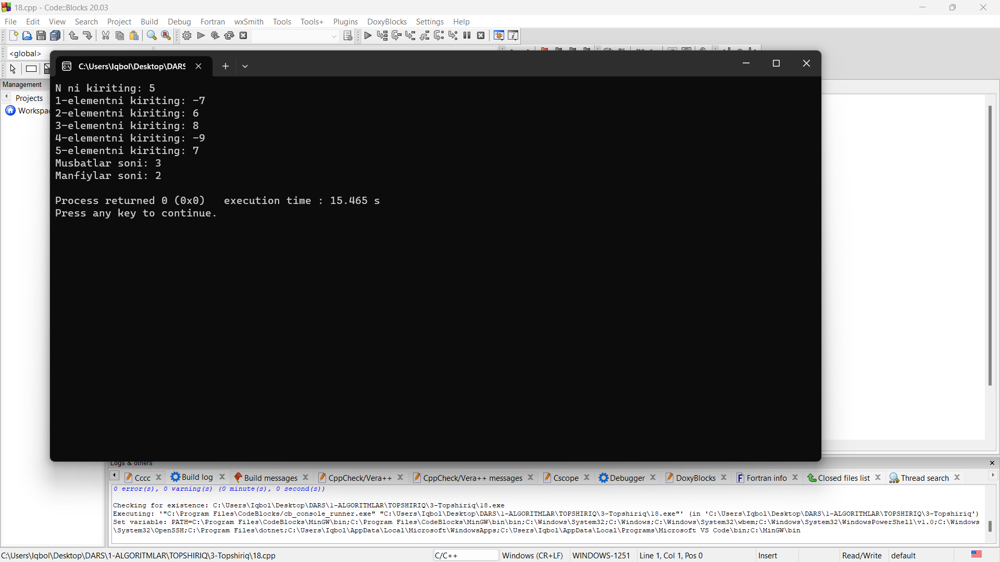 18.cpp - Code::Blocks 20.03
File Edit View Search Project Build Debug Fortran wxSmith Tools Tools+ Plugins DoxyBlocks Settings Help
<global>
C:\Users\Iqbol\Desktop\DARS
Management
Projects
Workspac
N ni kiriting: 5
1-elementni kiriting: -7
2-elementni kiriting: 6
3-elementni kiriting: 8
4-elementni kiriting: -9
5-elementni kiriting: 7
Musbatlar soni: 3
Manfiylar soni: 2
Process returned 0 (0x0)   execution time : 15.465 s
Press any key to continue.
Logs & others
Cccc Build log Build messages CppCheck/Vera++ CppCheck/Vera++ messages Cscope Debugger DoxyBlocks Fortran info Closed files list Thread search
0 error(s), 0 warning(s) (0 minute(s), 0 second(s))
Checking for existence: C:\Users\Iqbol\Desktop\DARS\1-ALGORITMLAR\TOPSHIRIQ\3-Topshiriq\18.exe
Executing: '"C:\Program Files\CodeBlocks/cb_console_runner.exe" "C:\Users\Iqbol\Desktop\DARS\1-ALGORITMLAR\TOPSHIRIQ\3-Topshiriq\18.exe"' (in 'C:\Users\Iqbol\Desktop\DARS\1-ALGORITMLAR\TOPSHIRIQ\3-Topshiriq')
Set variable: PATH=C:\Program Files\CodeBlocks\MinGW\bin;C:\Program Files\CodeBlocks\MinGW\bin\bin;C:\Windows\System32;C:\Windows;C:\Windows\System32\wbem;C:\Windows\System32\WindowsPowerShell\v1.0;C:\Windows
\System32\OpenSSH;C:\Program Files\dotnet;C:\Users\Iqbol\AppData\Local\Microsoft\WindowsApps;C:\Users\Iqbol\AppData\Local\Programs\Microsoft VS Code\bin;C:\MinGW\bin
C:\Users\Iqbol\Desktop\DARS\1-ALGORITMLAR\TOPSHIRIQ\3-Topshiriq\18.cpp C/C++ Windows (CR+LF) WINDOWS-1251 Line 1, Col 1, Pos 0 Insert Read/Write default